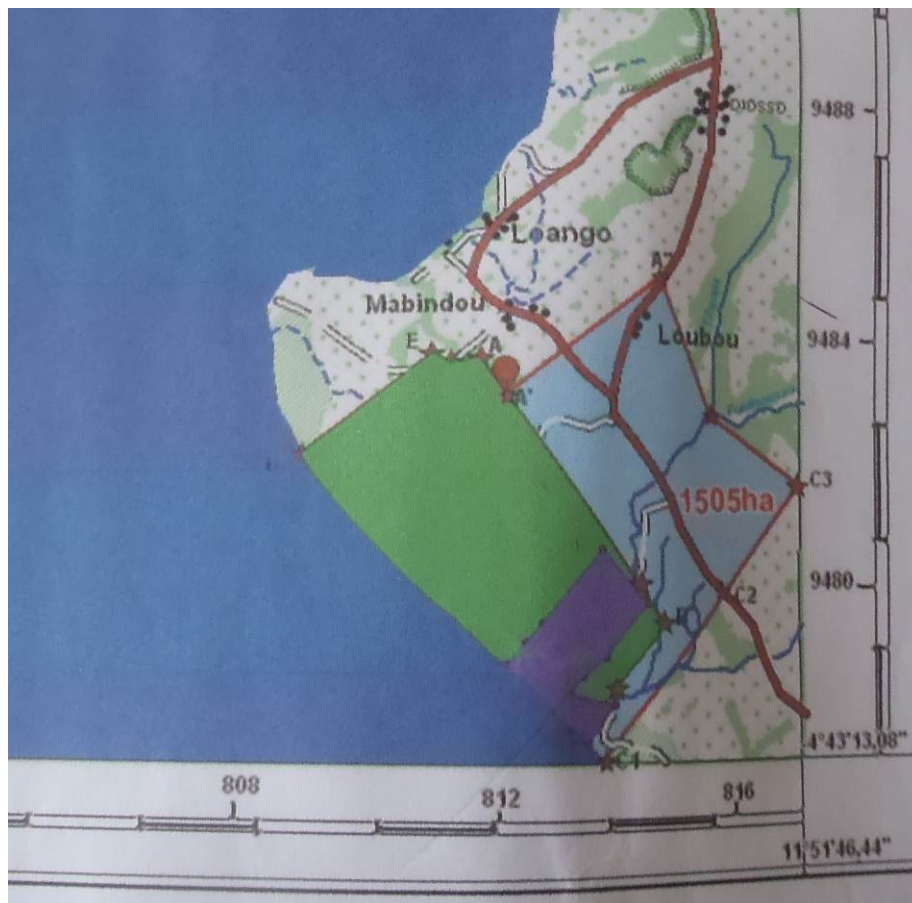 9488
DIOSSO
Loango
A"
Mabindou
Loubou
9484
E
A
A'
C3
1505ha
9480
C2
C1
4°43'13,08"
808
812
816
11°51'46,44"